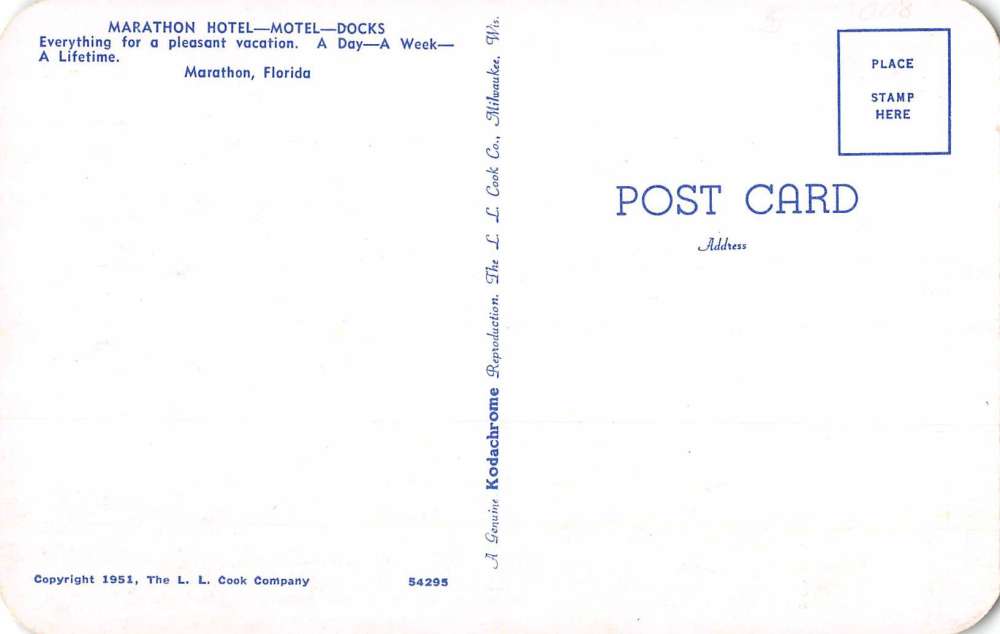 MARATHON HOTEL—MOTEL—DOCKS
Everything for a pleasant vacation. A Day—A Week—
A Lifetime.
Marathon, Florida
Copyright 1951, The L. L. Cook Company 54295
A Genuine Kodachrome Reproduction. The L. L. Cook Co., Milwaukee, Wis.
PLACE
STAMP
HERE
POST CARD
Address